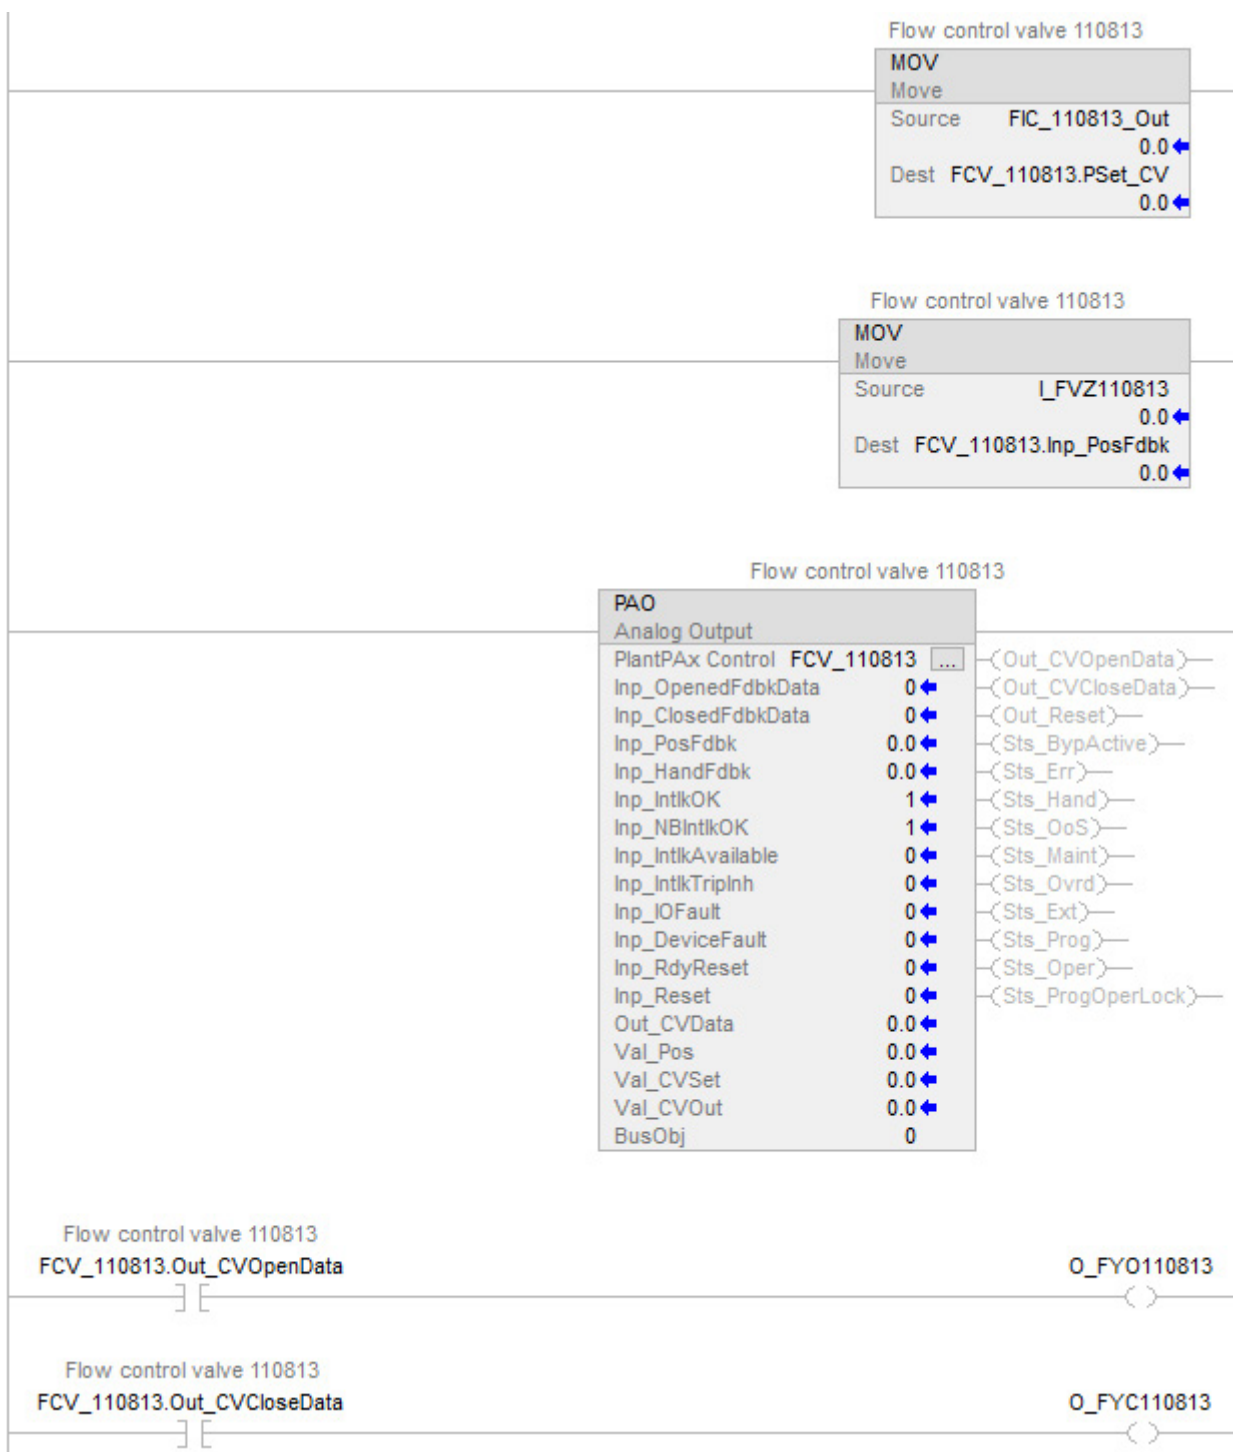 Flow control valve 110813
MOV
Move
Source FIC_110813_Out
0.0
Dest FCV_110813.PSet_CV
0.0
Flow control valve 110813
MOV
Move
Source I_FVZ110813
0.0
Dest FCV_110813.Inp_PosFdbk
0.0
Flow control valve 110813
PAO
Analog Output
PlantPAx Control FCV_110813 ... Out_CVOpenData
Inp_OpenedFdbkData 0 Out_CVCloseData
Inp_ClosedFdbkData 0 Out_Reset
Inp_PosFdbk 0.0 Sts_BypActive
Inp_HandFdbk 0.0 Sts_Err
Inp_IntlkOK 1 Sts_Hand
Inp_NBIntlkOK 1 Sts_OoS
Inp_IntlkAvailable 0 Sts_Maint
Inp_IntlkTripInh 0 Sts_Ovrd
Inp_IOFault 0 Sts_Ext
Inp_DeviceFault 0 Sts_Prog
Inp_RdyReset 0 Sts_Oper
Inp_Reset 0 Sts_ProgOperLock
Out_CVData 0.0
Val_Pos 0.0
Val_CVSet 0.0
Val_CVOut 0.0
BusObj 0
Flow control valve 110813
FCV_110813.Out_CVOpenData O_FYO110813
Flow control valve 110813
FCV_110813.Out_CVCloseData O_FYC110813